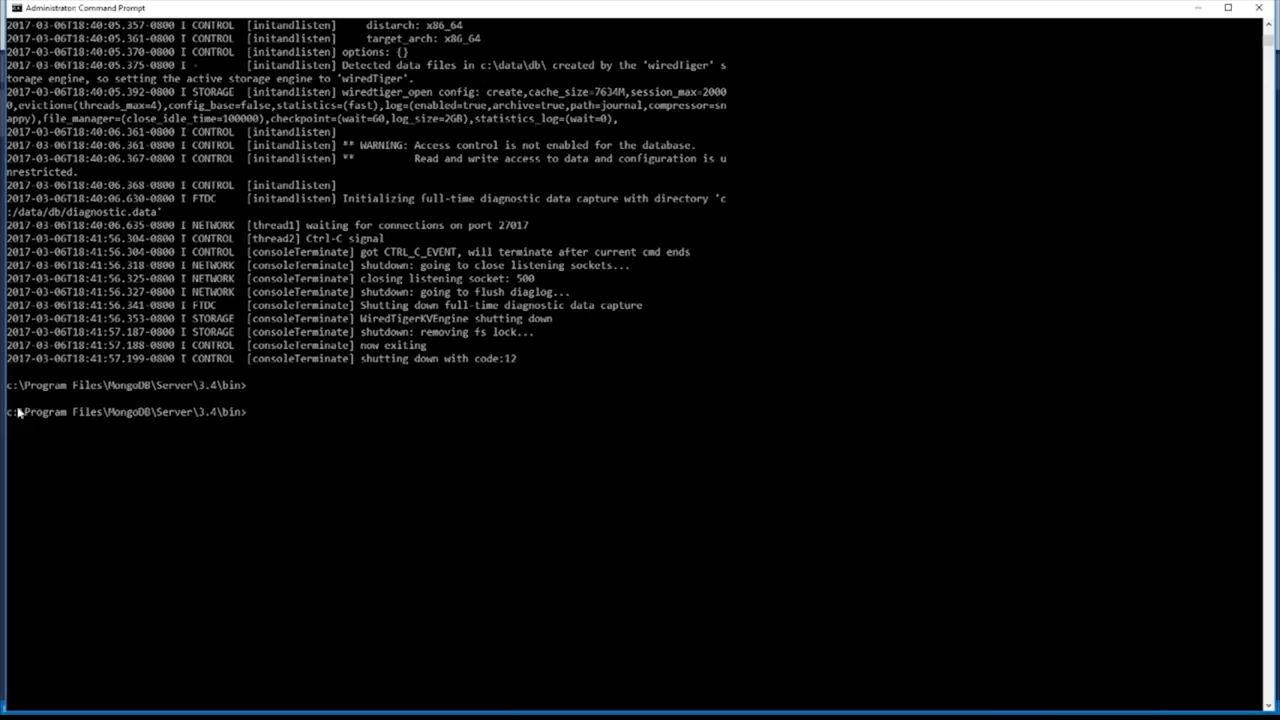 Administrator: Command Prompt
2017-03-06T18:40:05.357-0800 I CONTROL  [initandlisten]     distarch: x86_64
2017-03-06T18:40:05.361-0800 I CONTROL  [initandlisten]     target_arch: x86_64
2017-03-06T18:40:05.370-0800 I CONTROL  [initandlisten] options: {}
2017-03-06T18:40:05.375-0800 I -        [initandlisten] Detected data files in c:\data\db\ created by the 'wiredTiger' s
torage engine, so setting the active storage engine to 'wiredTiger'.
2017-03-06T18:40:05.392-0800 I STORAGE  [initandlisten] wiredtiger_open config: create,cache_size=7634M,session_max=2000
0,eviction=(threads_max=4),config_base=false,statistics=(fast),log=(enabled=true,archive=true,path=journal,compressor=sn
appy),file_manager=(close_idle_time=100000),checkpoint=(wait=60,log_size=2GB),statistics_log=(wait=0),
2017-03-06T18:40:06.361-0800 I CONTROL  [initandlisten]
2017-03-06T18:40:06.361-0800 I CONTROL  [initandlisten] ** WARNING: Access control is not enabled for the database.
2017-03-06T18:40:06.367-0800 I CONTROL  [initandlisten] **          Read and write access to data and configuration is u
nrestricted.
2017-03-06T18:40:06.368-0800 I CONTROL  [initandlisten]
2017-03-06T18:40:06.630-0800 I FTDC     [initandlisten] Initializing full-time diagnostic data capture with directory 'c
:/data/db/diagnostic.data'
2017-03-06T18:40:06.635-0800 I NETWORK  [thread1] waiting for connections on port 27017
2017-03-06T18:41:56.304-0800 I CONTROL  [thread2] Ctrl-C signal
2017-03-06T18:41:56.304-0800 I CONTROL  [consoleTerminate] got CTRL_C_EVENT, will terminate after current cmd ends
2017-03-06T18:41:56.318-0800 I NETWORK  [consoleTerminate] shutdown: going to close listening sockets...
2017-03-06T18:41:56.325-0800 I NETWORK  [consoleTerminate] closing listening socket: 500
2017-03-06T18:41:56.327-0800 I NETWORK  [consoleTerminate] shutdown: going to flush diaglog...
2017-03-06T18:41:56.341-0800 I FTDC     [consoleTerminate] Shutting down full-time diagnostic data capture
2017-03-06T18:41:56.353-0800 I STORAGE  [consoleTerminate] WiredTigerKVEngine shutting down
2017-03-06T18:41:57.187-0800 I STORAGE  [consoleTerminate] shutdown: removing fs lock...
2017-03-06T18:41:57.188-0800 I CONTROL  [consoleTerminate] now exiting
2017-03-06T18:41:57.199-0800 I CONTROL  [consoleTerminate] shutting down with code:12
c:\Program Files\MongoDB\Server\3.4\bin>
c:\Program Files\MongoDB\Server\3.4\bin>